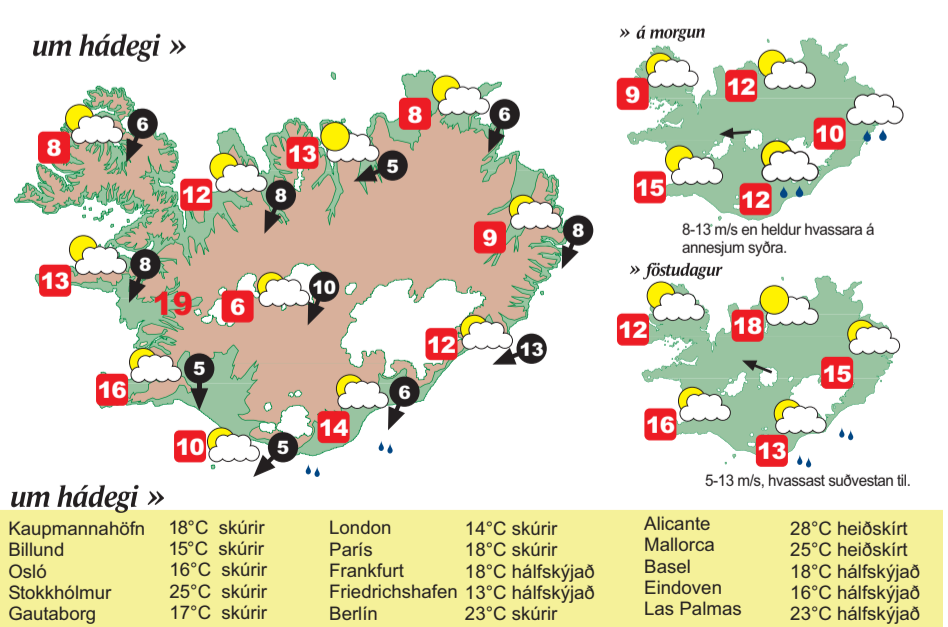 um hádegi »
8
6
12
8
13
5
8
6
9
8
13
8
19
6
10
12
13
16
5
14
6
10
5
» á morgun
9
12
10
15
12
8-13 m/s en heldur hvassara á
annesjum syðra.
» föstudagur
12
18
15
16
13
5-13 m/s, hvassast suðvestan til.
um hádegi »
Kaupmannahöfn 18°C skúrir
Billund 15°C skúrir
Osló 16°C skúrir
Stokkhólmur 25°C skúrir
Gautaborg 17°C skúrir
London 14°C skúrir
París 18°C skúrir
Frankfurt 18°C hálfskýjað
Friedrichshafen 13°C hálfskýjað
Berlín 23°C skúrir
Alicante 28°C heiðskírt
Mallorca 25°C heiðskírt
Basel 18°C hálfskýjað
Eindoven 16°C hálfskýjað
Las Palmas 23°C hálfskýjað